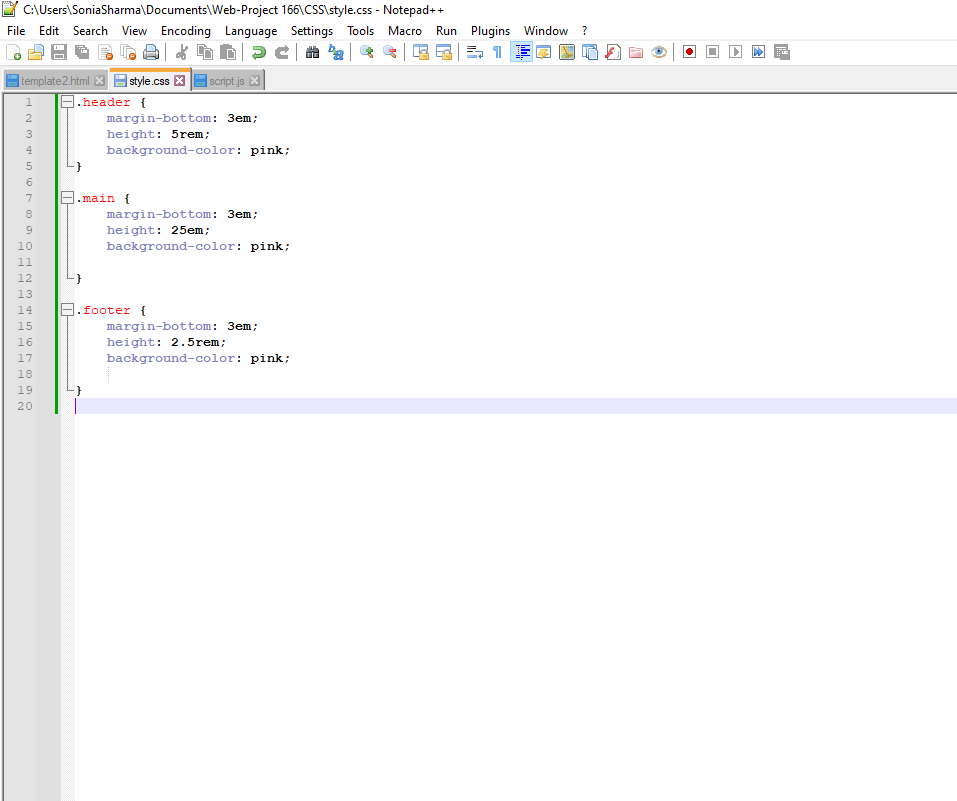 C:\Users\SoniaSharma\Documents\Web-Project 166\CSS\style.css - Notepad++
File Edit Search View Encoding Language Settings Tools Macro Run Plugins Window ?
template2.html style.css script.js
1 .header {
2 margin-bottom: 3em;
3 height: 5rem;
4 background-color: pink;
5 }
6
7 .main {
8 margin-bottom: 3em;
9 height: 25em;
10 background-color: pink;
11
12 }
13
14 .footer {
15 margin-bottom: 3em;
16 height: 2.5rem;
17 background-color: pink;
18
19 }
20